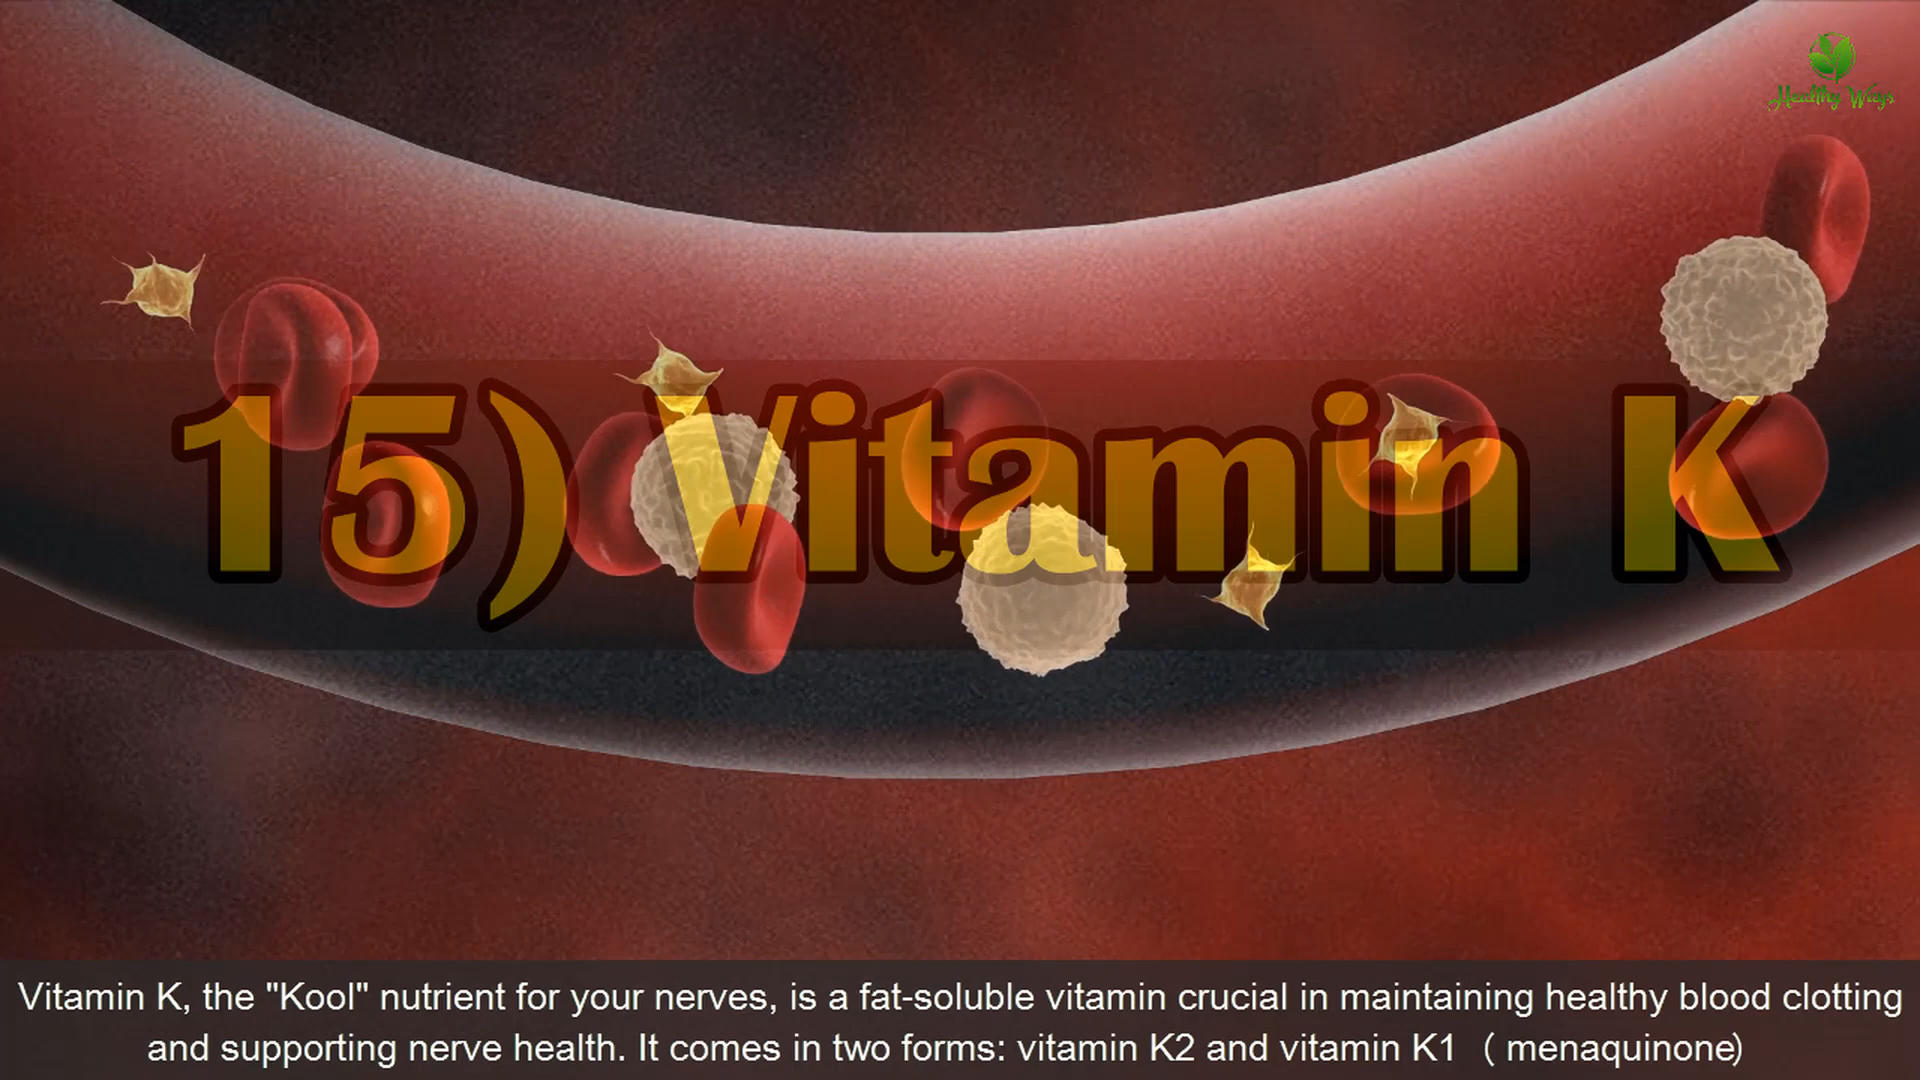 Healthy Ways
15) Vitamin K
Vitamin K, the "Kool" nutrient for your nerves, is a fat-soluble vitamin crucial in maintaining healthy blood clotting
and supporting nerve health. It comes in two forms: vitamin K2 and vitamin K1 ( menaquinone)